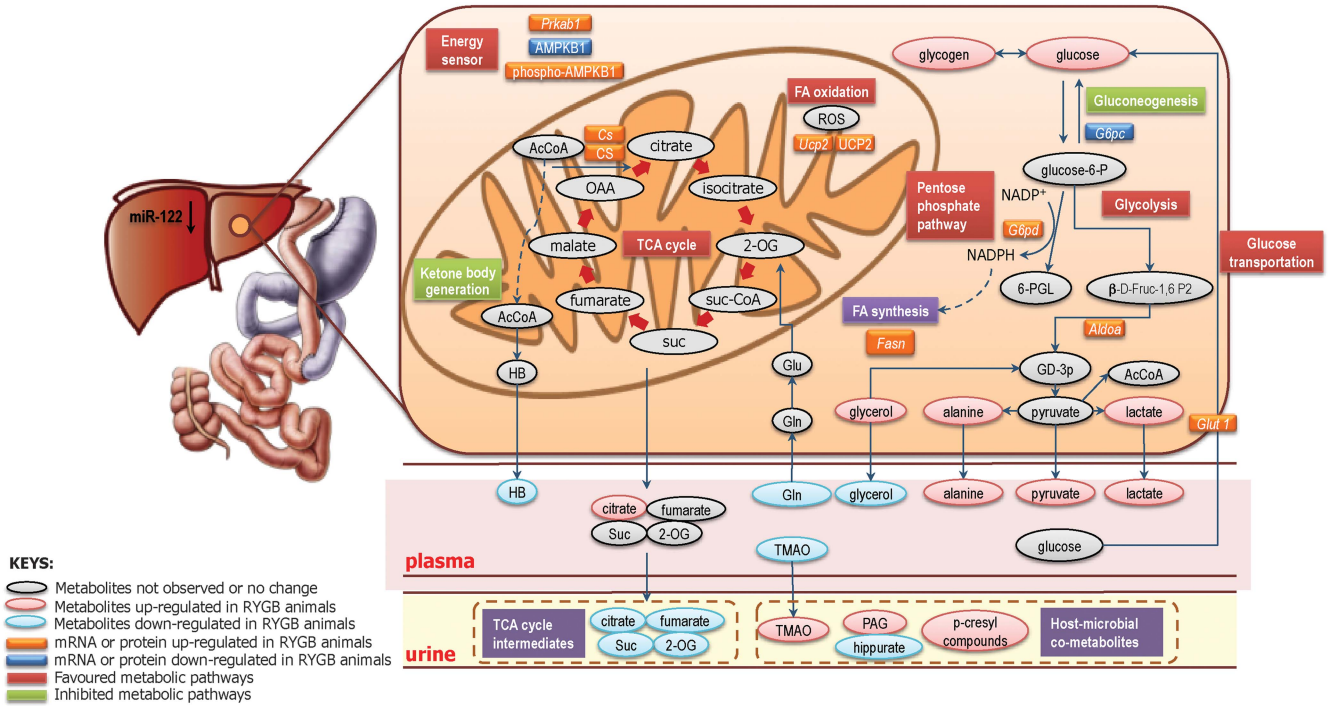 Energy
sensor
Prkab1
AMPKB1
phospho-AMPKB1
glycogen
glucose
FA oxidation
ROS
Ucp2
UCP2
Gluconeogenesis
G6pc
AcCoA
Cs
CS
citrate
OAA
isocitrate
glucose-6-P
NADP+
Pentose
phosphate
pathway
Glycolysis
miR-122
G6pd
malate
TCA cycle
2-OG
NADPH
Glucose
transportation
Ketone body
generation
fumarate
suc-CoA
6-PGL
β-D-Fruc-1,6 P2
AcCoA
FA synthesis
suc
Fasn
Aldoa
HB
Glu
GD-3p
AcCoA
Gln
glycerol
alanine
pyruvate
lactate
Glut 1
HB
Gln
glycerol
alanine
pyruvate
lactate
citrate
fumarate
Suc
2-OG
TMAO
glucose
plasma
KEYS:
Metabolites not observed or no change
Metabolites up-regulated in RYGB animals
Metabolites down-regulated in RYGB animals
mRNA or protein up-regulated in RYGB animals
mRNA or protein down-regulated in RYGB animals
Favoured metabolic pathways
Inhibited metabolic pathways
urine
TCA cycle
intermediates
citrate
fumarate
Suc
2-OG
TMAO
PAG
hippurate
p-cresyl
compounds
Host-microbial
co-metabolites